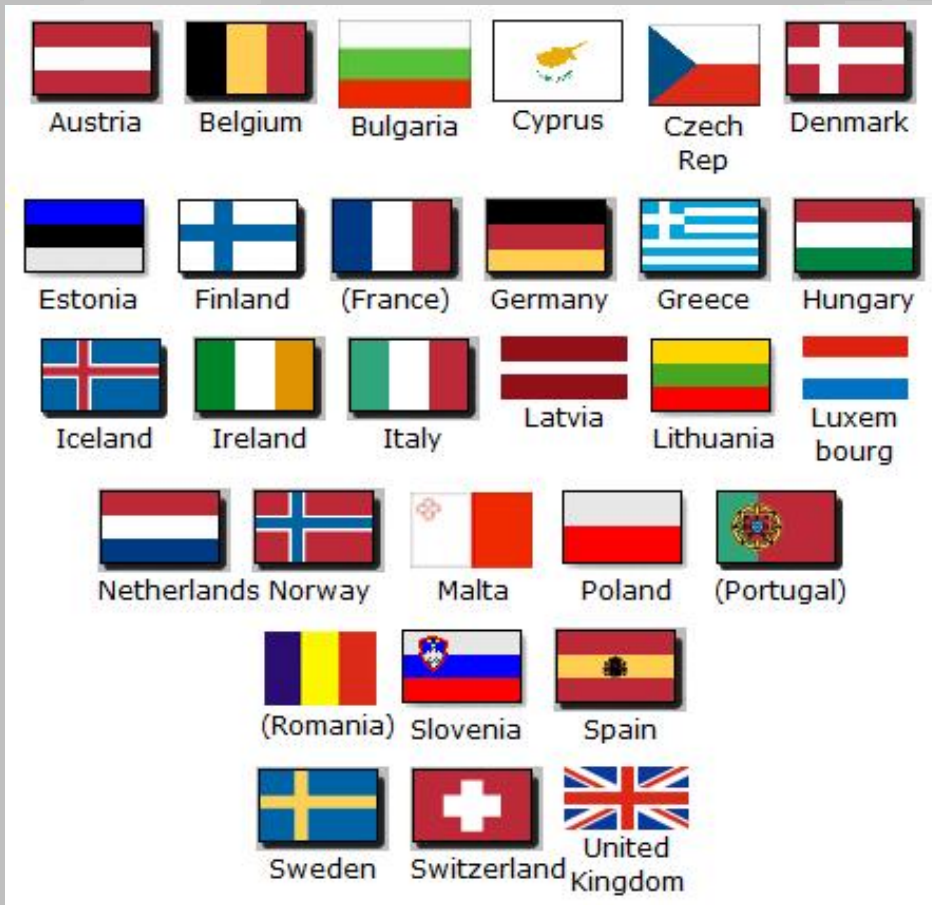 Austria
Belgium
Bulgaria
Cyprus
Czech
Rep
Denmark
Estonia
Finland
(France)
Germany
Greece
Hungary
Iceland
Ireland
Italy
Latvia
Lithuania
Luxem
bourg
Netherlands
Norway
Malta
Poland
(Portugal)
(Romania)
Slovenia
Spain
Sweden
Switzerland
United
Kingdom